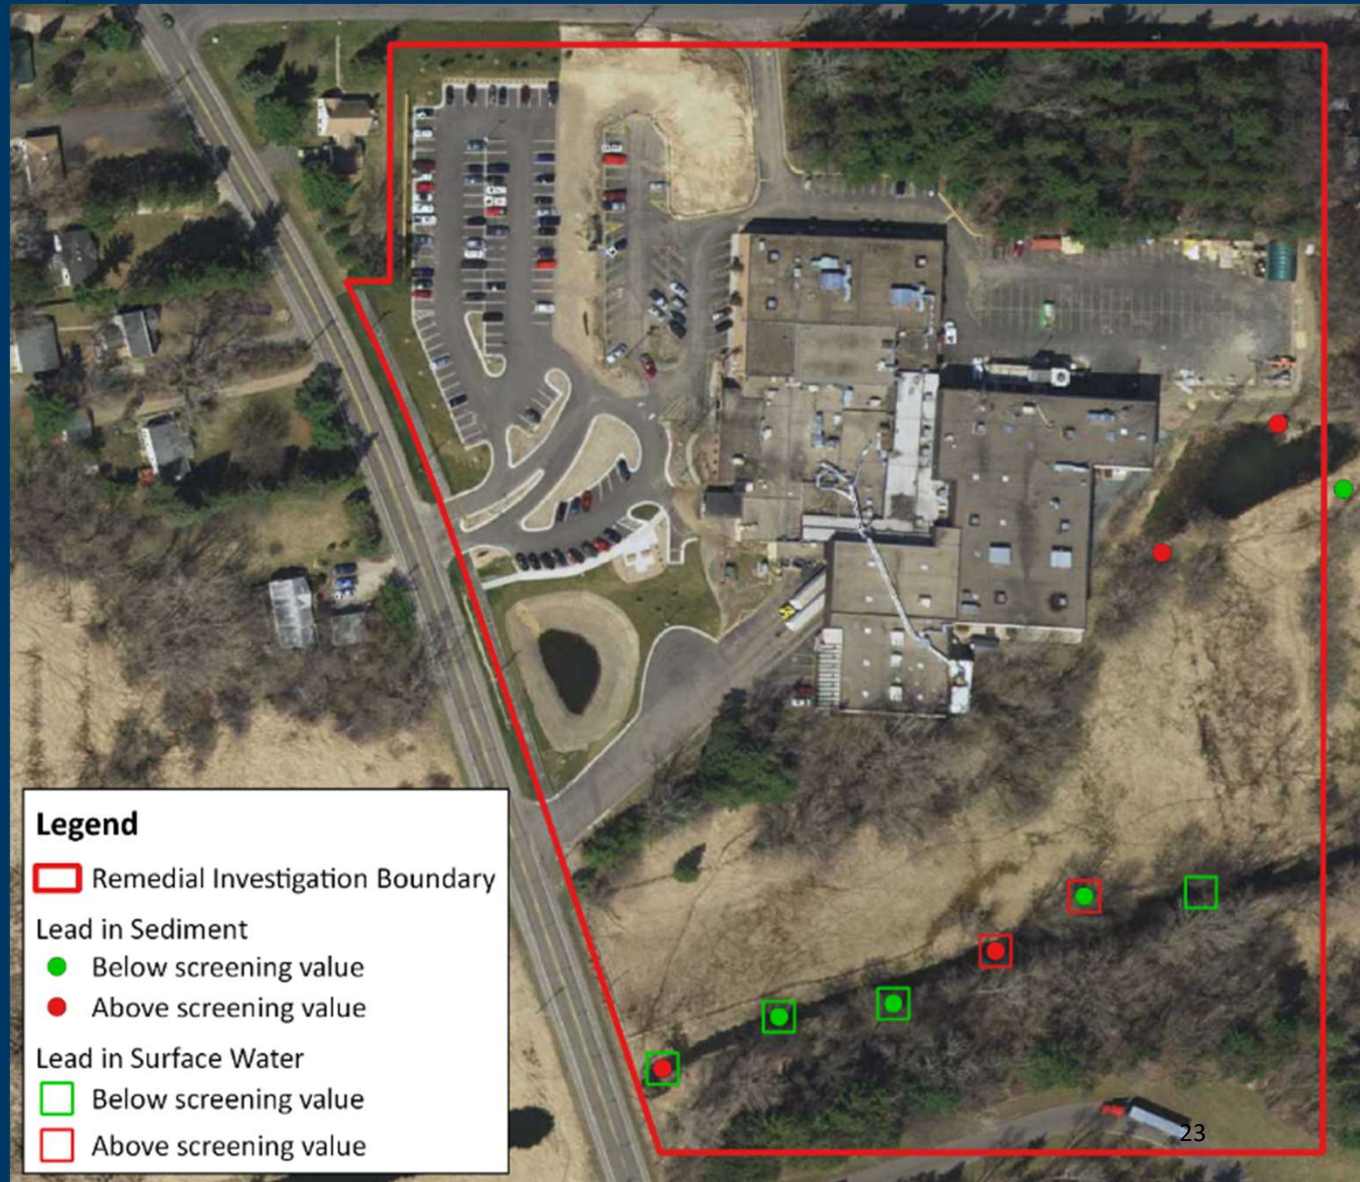 Legend
Remedial Investigation Boundary
Lead in Sediment
Below screening value
Above screening value
Lead in Surface Water
Below screening value
Above screening value
23